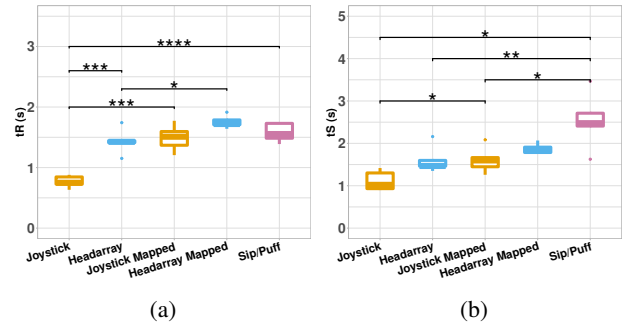 tR (s)
3
2
1
0
****
***
*
***
Joystick
Headarray
Joystick Mapped
Headarray Mapped
Sip/Puff
(a)
tS (s)
5
4
3
2
1
0
*
**
*
*
Joystick
Headarray
Joystick Mapped
Headarray Mapped
Sip/Puff
(b)